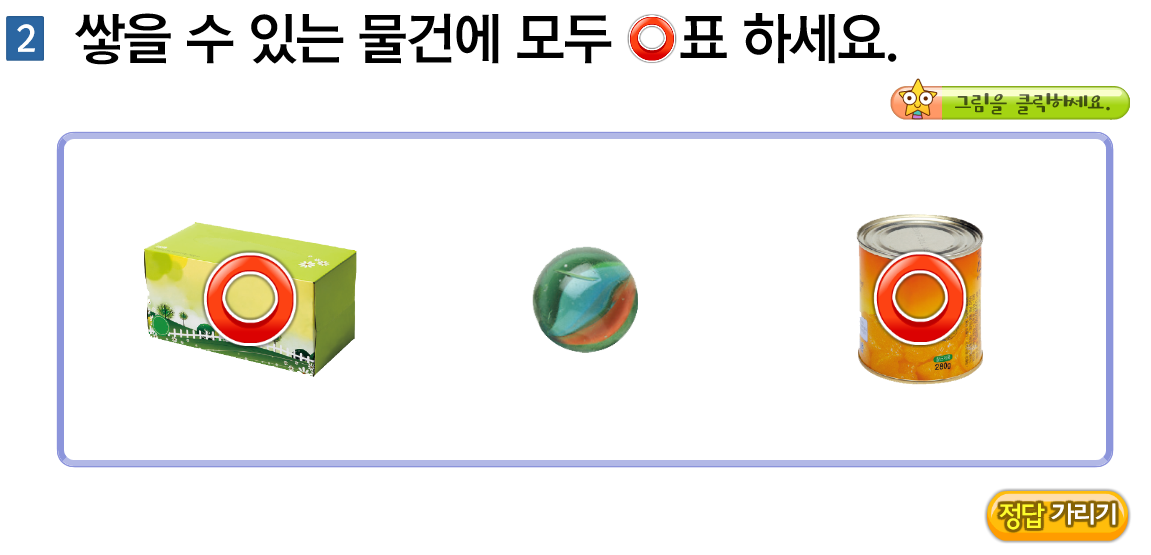 2 쌓을 수 있는 물건에 모두 ○표 하세요.
그림을 클릭하세요.
280g
정답 가리기